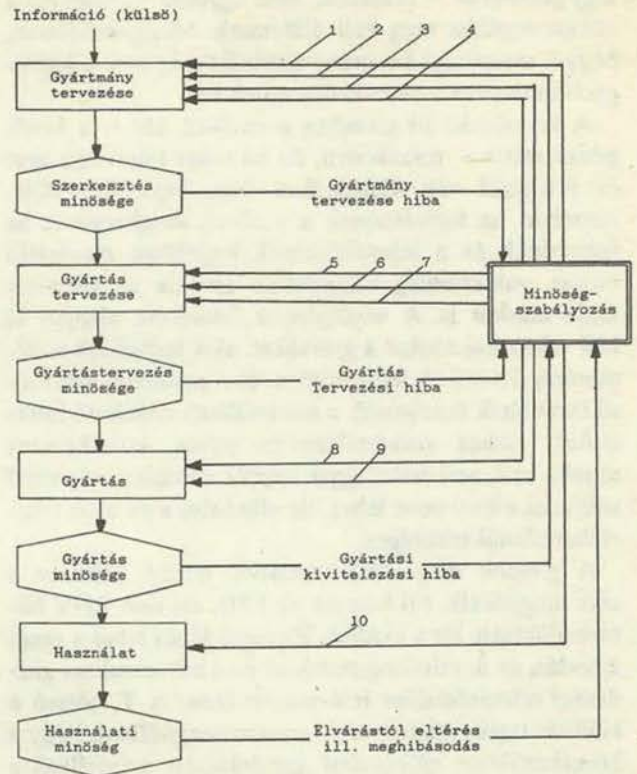 Információ (külső)
1
2
3
4
Gyártmány
tervezése
Szerkesztés
minősége
Gyártmány
tervezése hiba
5
6
7
Gyártás
tervezése
Minőség-
szabályozás
Gyártástervezés
minősége
Gyártás
Tervezési hiba
8
9
Gyártás
Gyártás
minősége
Gyártási
kivitelezési hiba
10
Használat
Használati
minőség
Elvárástól eltérés
ill. meghibásodás